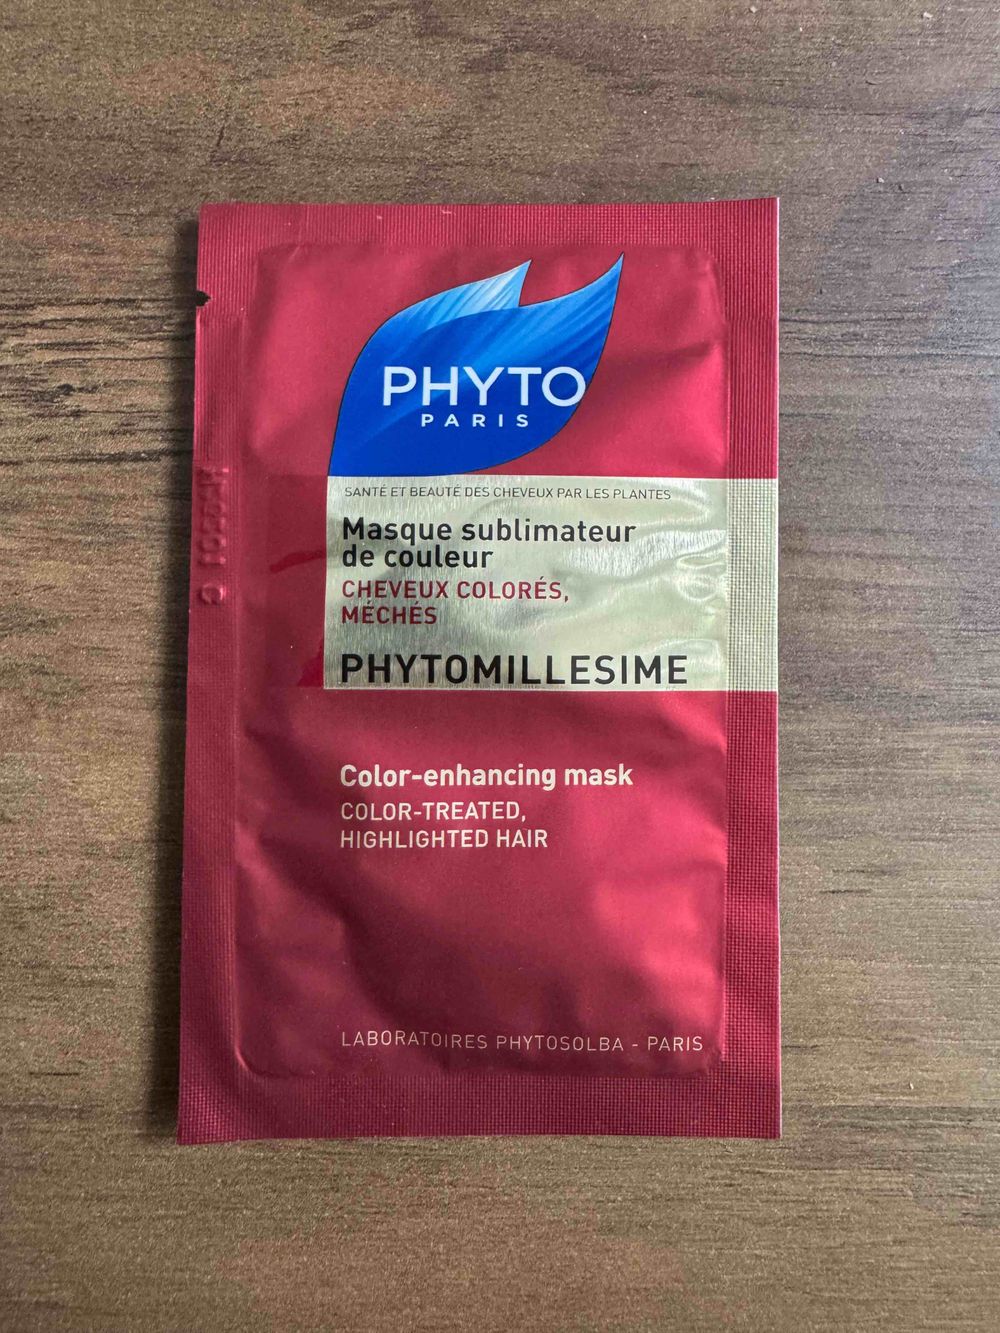 PHYTO
PARIS
SANTÉ ET BEAUTÉ DES CHEVEUX PAR LES PLANTES
Masque sublimateur
de couleur
CHEVEUX COLORÉS,
MÉCHÉS
PHYTOMILLESIME
Color-enhancing mask
COLOR-TREATED,
HIGHLIGHTED HAIR
LABORATOIRES PHYTOSOLBA - PARIS